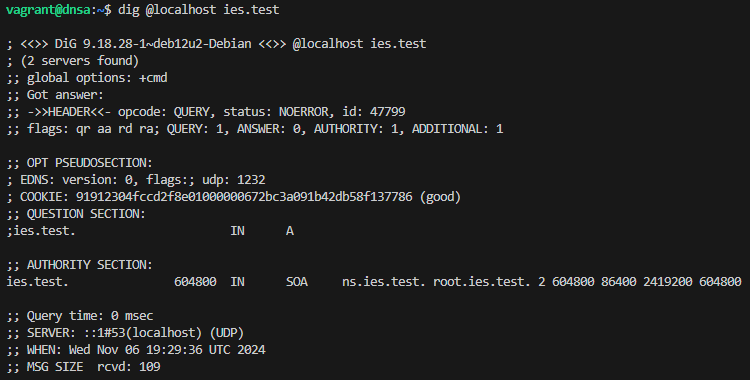 vagrant@dnsa:~$ dig @localhost ies.test
; <<>> DiG 9.18.28-1~deb12u2-Debian <<>> @localhost ies.test
; (2 servers found)
;; global options: +cmd
;; Got answer:
;; ->>HEADER<<- opcode: QUERY, status: NOERROR, id: 47799
;; flags: qr aa rd ra; QUERY: 1, ANSWER: 0, AUTHORITY: 1, ADDITIONAL: 1
;; OPT PSEUDOSECTION:
; EDNS: version: 0, flags:; udp: 1232
; COOKIE: 91912304fccd2f8e01000000672bc3a091b42db58f137786 (good)
;; QUESTION SECTION:
;ies.test. IN A
;; AUTHORITY SECTION:
ies.test. 604800 IN SOA ns.ies.test. root.ies.test. 2 604800 86400 2419200 604800
;; Query time: 0 msec
;; SERVER: ::1#53(localhost) (UDP)
;; WHEN: Wed Nov 06 19:29:36 UTC 2024
;; MSG SIZE rcvd: 109